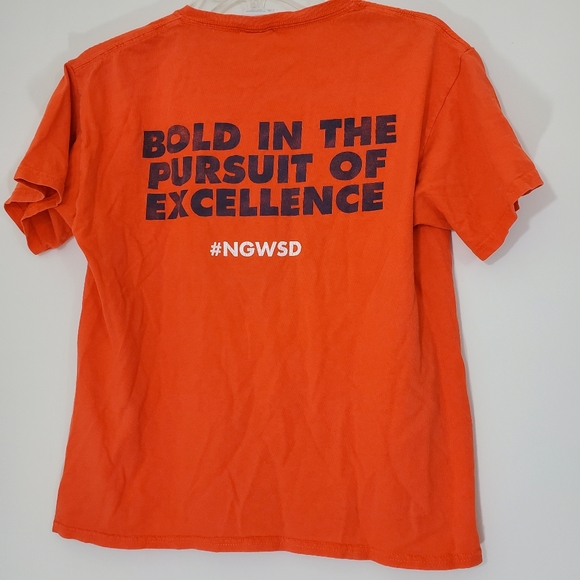 BOLD IN THE
PURSUIT OF
EXCELLENCE
#NGWSD